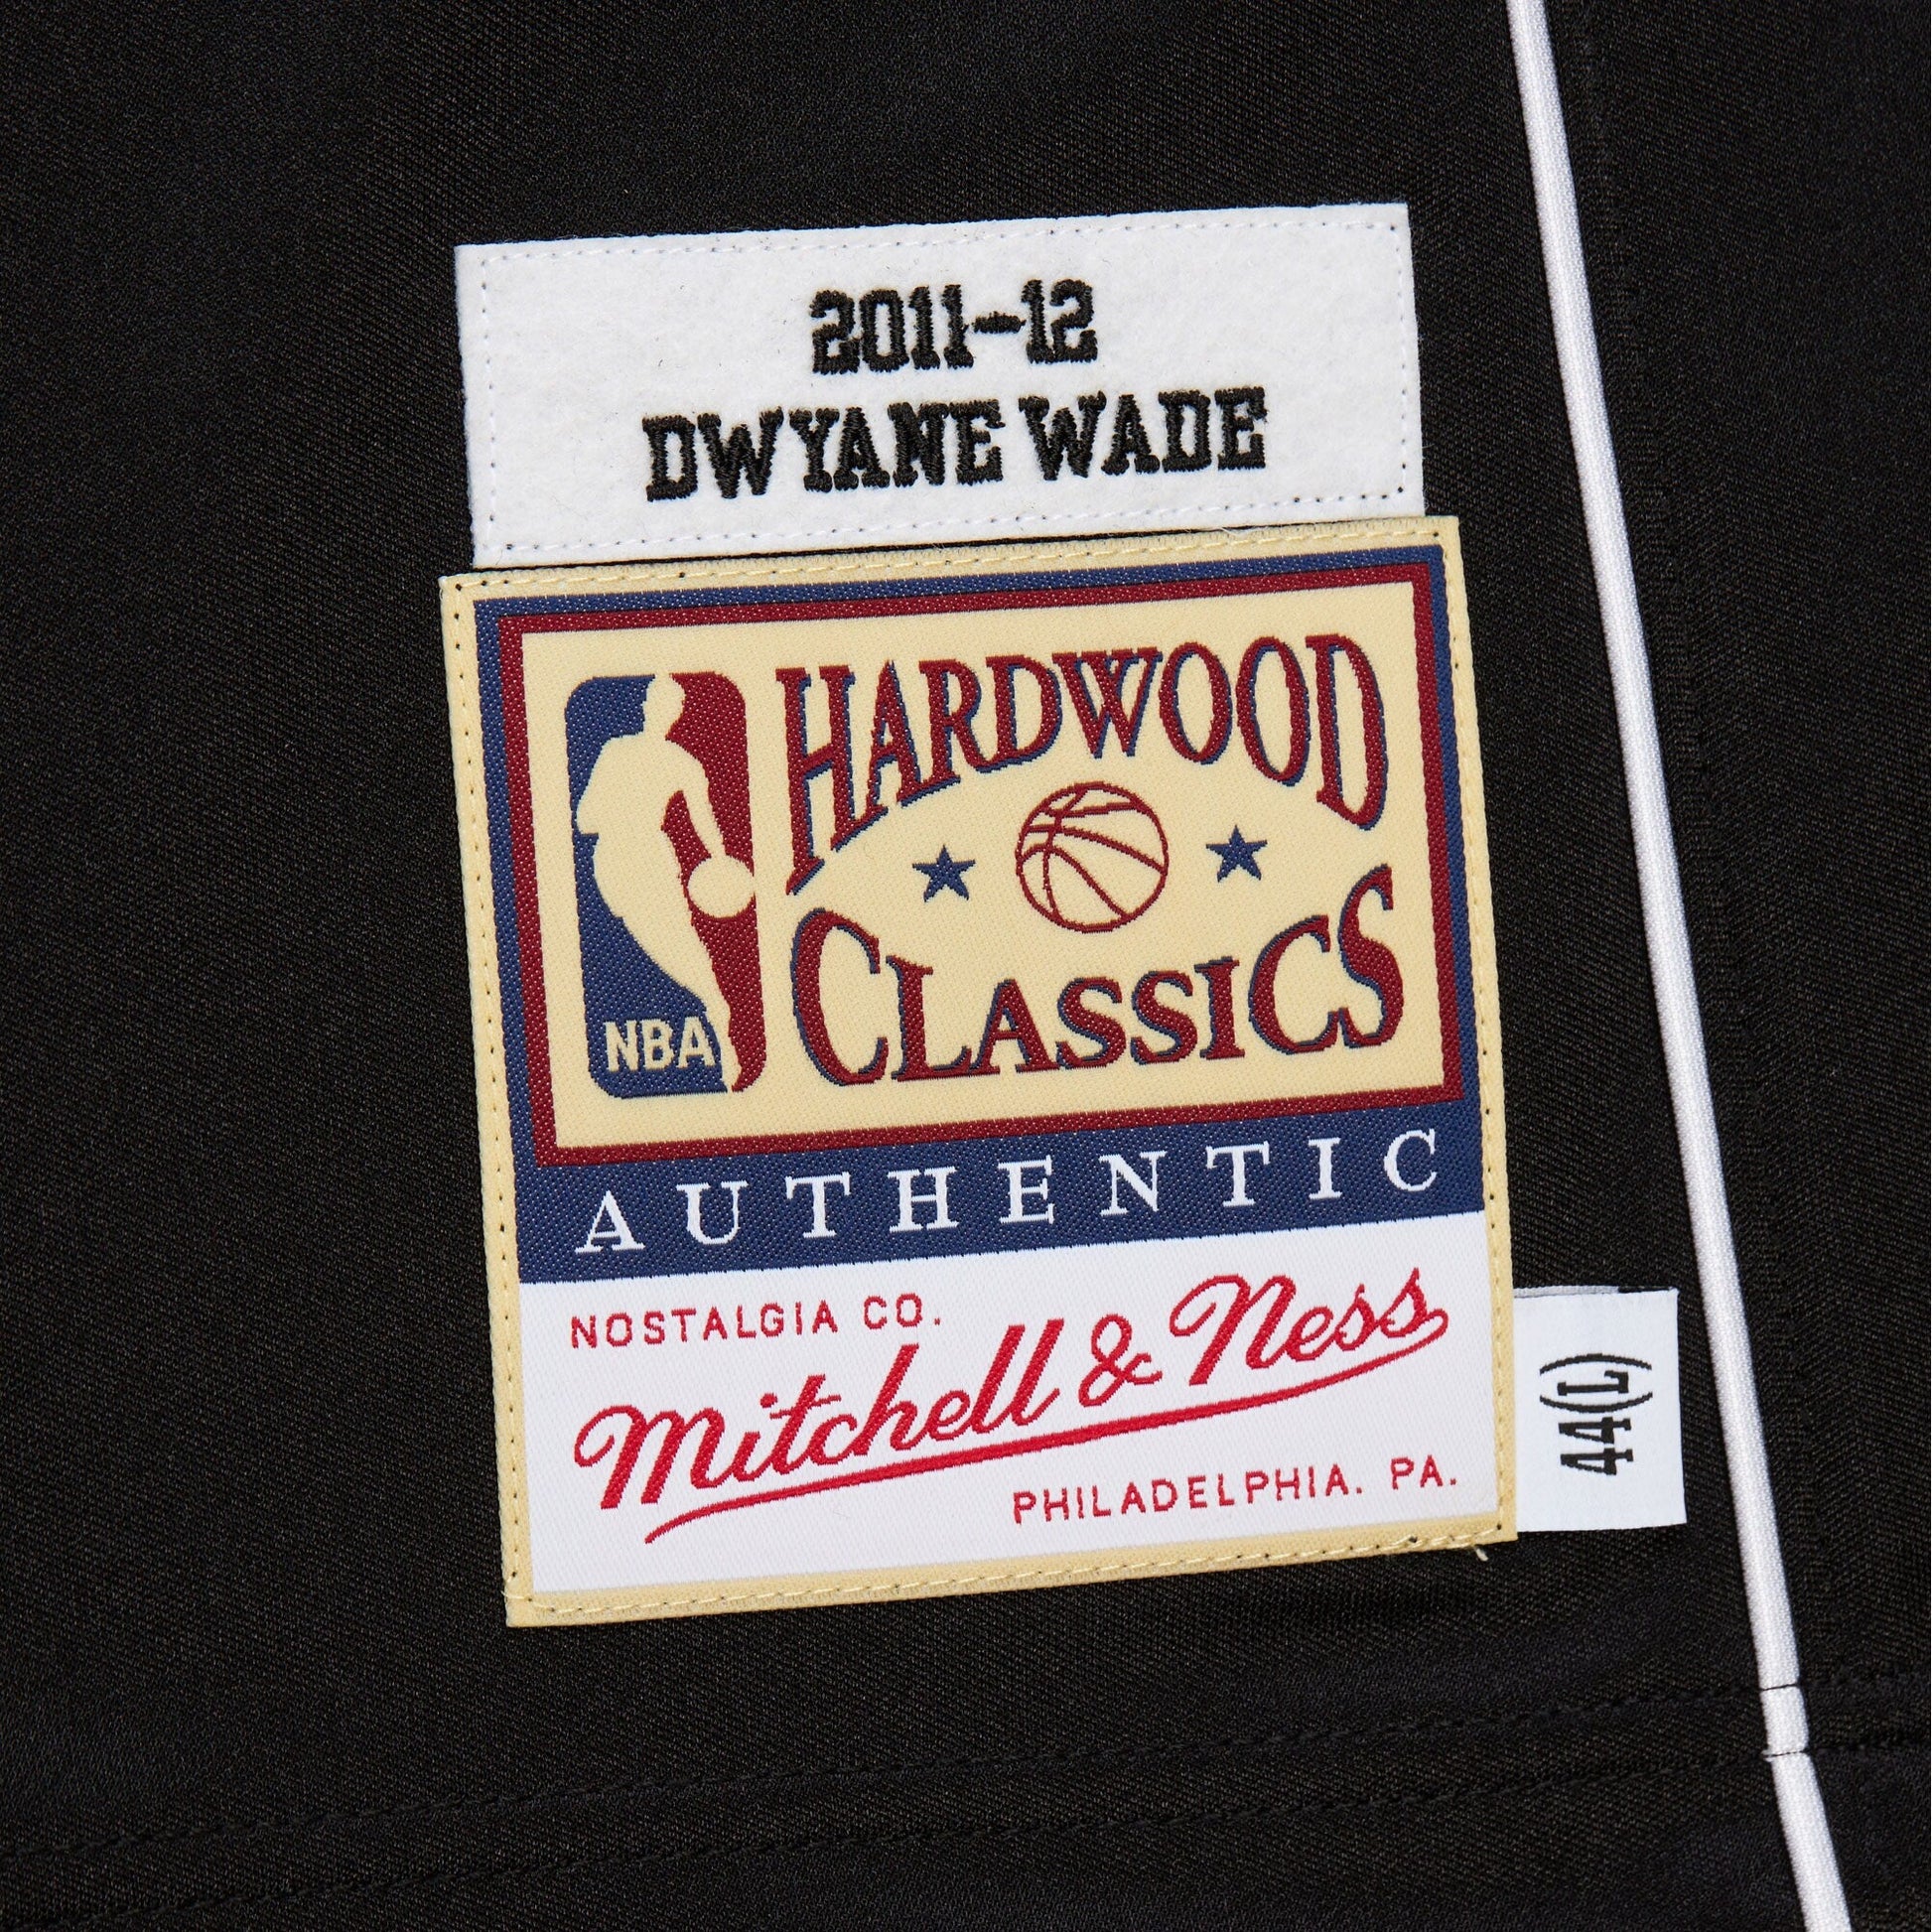 2011-12
DWYANE WADE
HARDWOOD
CLASSICS
NBA
AUTHENTIC
NOSTALGIA CO.
Mitchell & Ness
PHILADELPHIA. PA.
44(L)